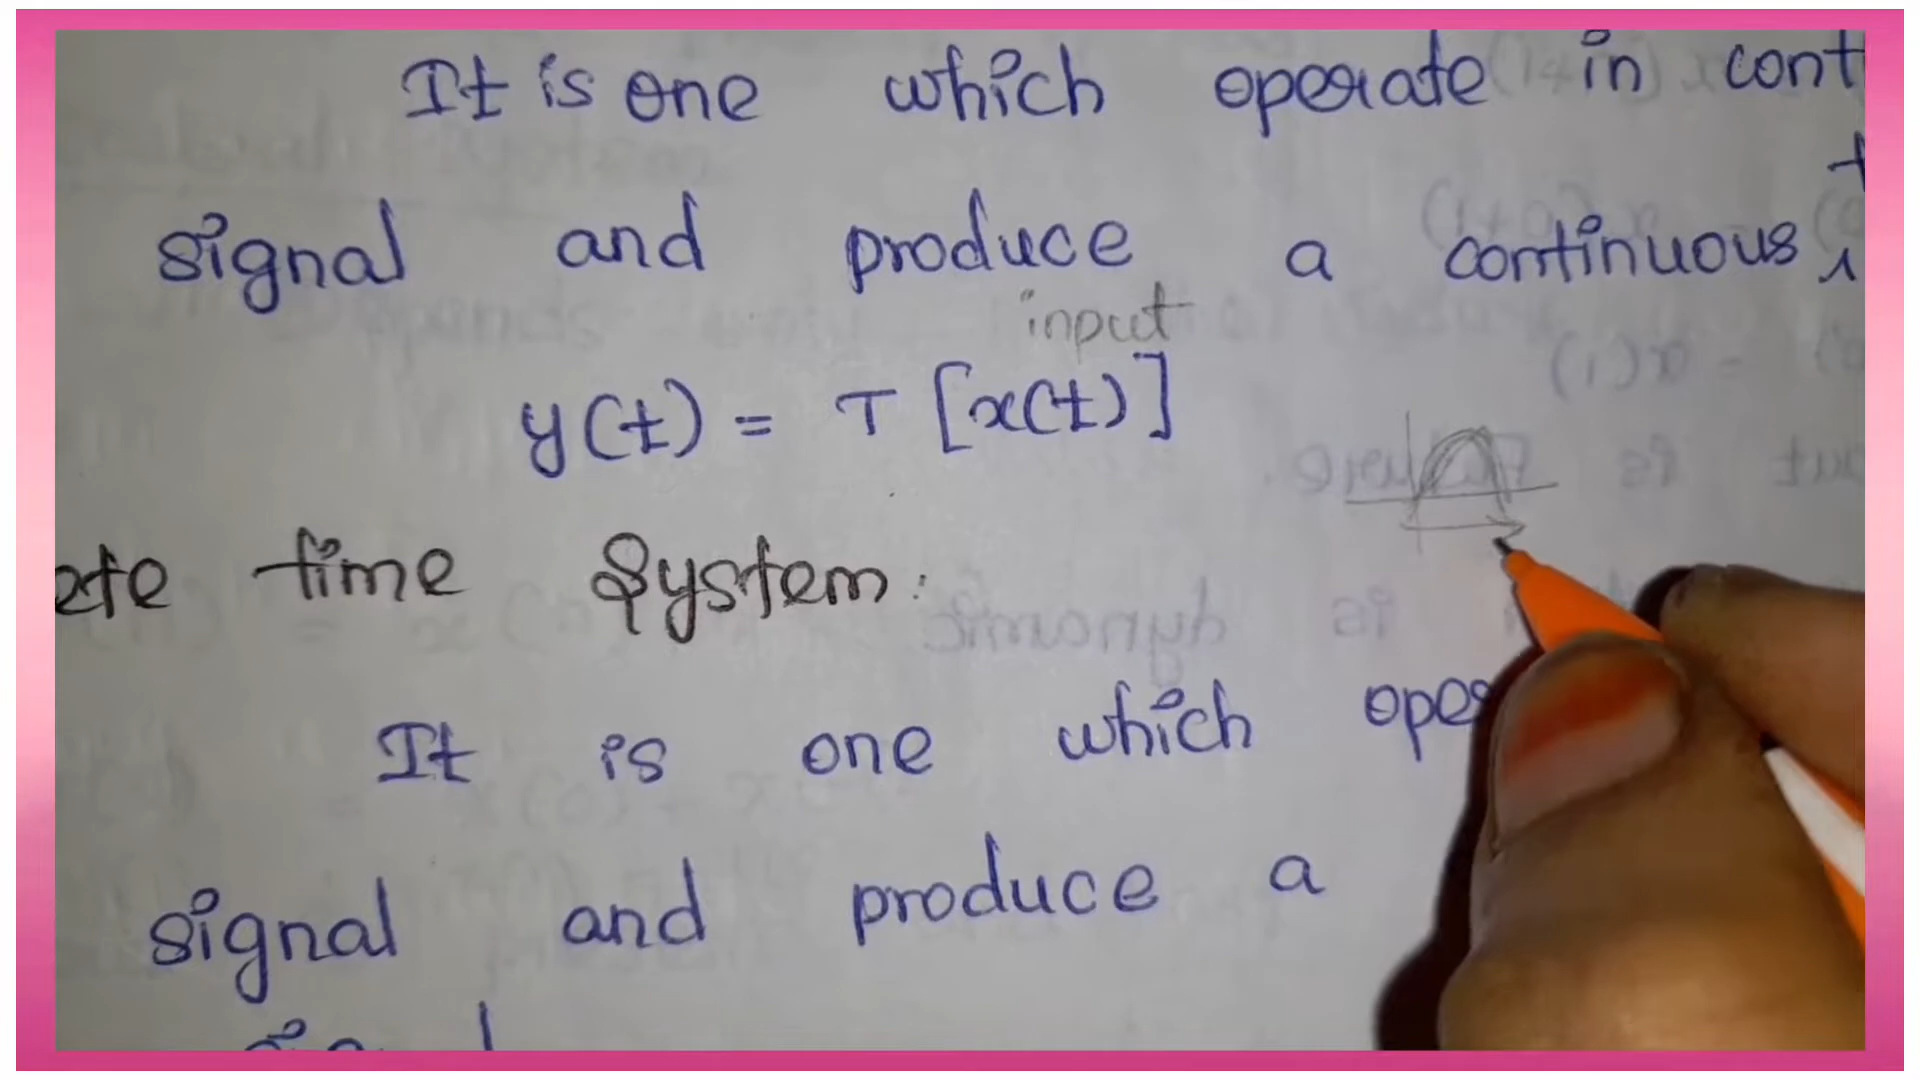 It is one which operate in cont
signal and produce a continuous
input
y(t) = T [x(t)]
ete time System:
It is one which ope
signal and produce a